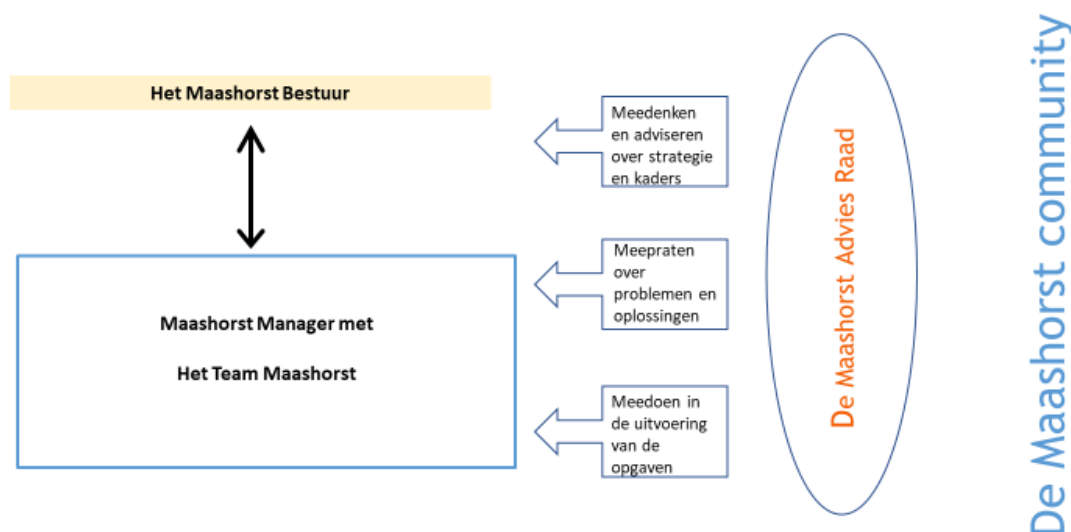 Het Maashorst Bestuur
Maashorst Manager met
Het Team Maashorst
Meedenken
en adviseren
over strategie
en kaders
Meepraten
over
problemen en
oplossingen
Meedoen in
de uitvoering
van de
opgaven
De Maashorst Advies Raad
De Maashorst community